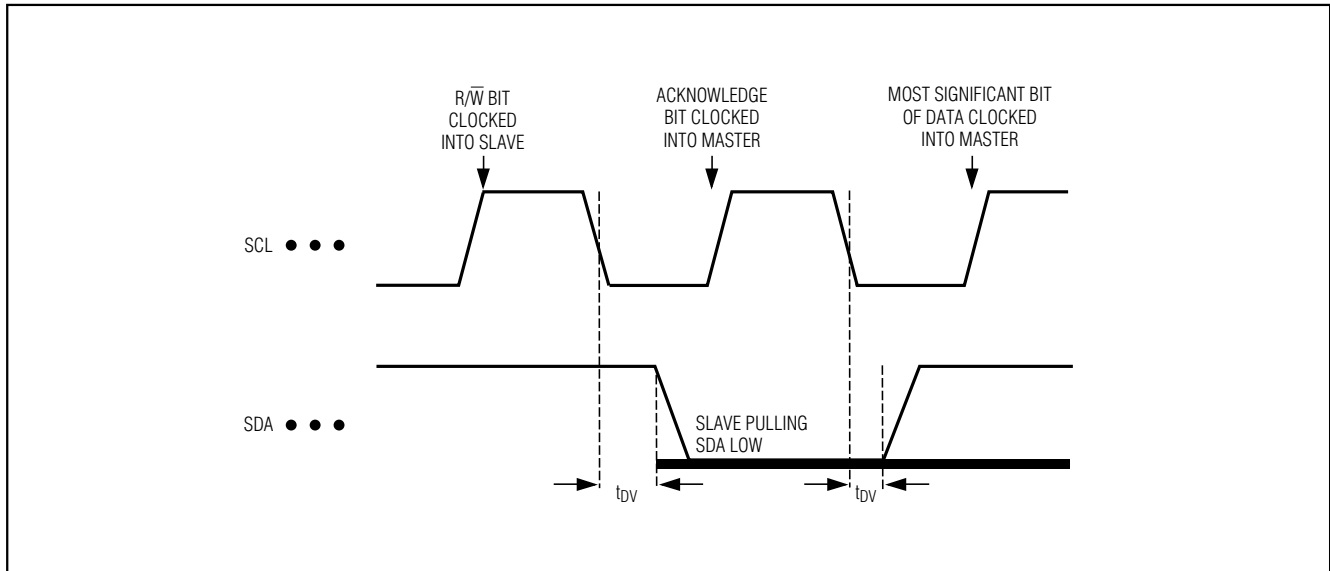 R/W̅ BIT
CLOCKED
INTO SLAVE
ACKNOWLEDGE
BIT CLOCKED
INTO MASTER
MOST SIGNIFICANT BIT
OF DATA CLOCKED
INTO MASTER
SCL
SDA
SLAVE PULLING
SDA LOW
tDV
tDV